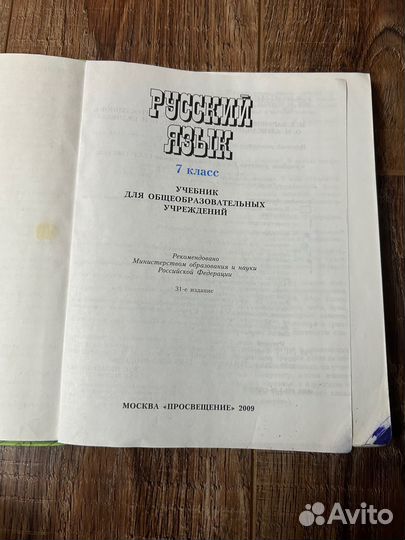 РУССКИЙ
ЯЗЫК
7 класс
УЧЕБНИК
ДЛЯ ОБЩЕОБРАЗОВАТЕЛЬНЫХ
УЧРЕЖДЕНИЙ
Рекомендовано
Министерством образования и науки
Российской Федерации
31-е издание
МОСКВА «ПРОСВЕЩЕНИЕ» 2009
Avito